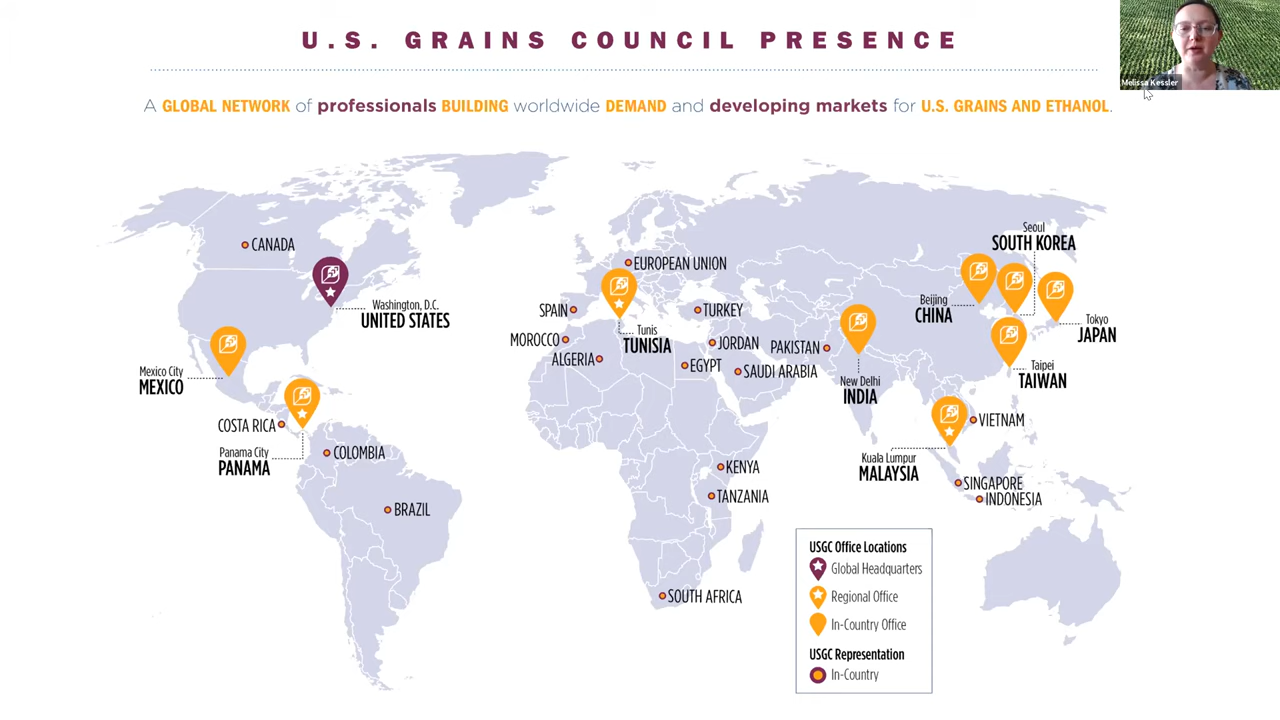 U.S. GRAINS COUNCIL PRESENCE
Melissa Kessler
A GLOBAL NETWORK of professionals BUILDING worldwide DEMAND and developing markets for U.S. GRAINS AND ETHANOL.
Seoul
SOUTH KOREA
CANADA
EUROPEAN UNION
Beijing
CHINA
Washington, D.C.
UNITED STATES
SPAIN
TURKEY
Tokyo
JAPAN
Tunis
TUNISIA
MOROCCO
JORDAN
PAKISTAN
ALGERIA
EGYPT
SAUDI ARABIA
Taipei
TAIWAN
Mexico City
MEXICO
New Delhi
INDIA
COSTA RICA
VIETNAM
Panama City
PANAMA
COLOMBIA
Kuala Lumpur
MALAYSIA
KENYA
SINGAPORE
TANZANIA
INDONESIA
BRAZIL
SOUTH AFRICA
USGC Office Locations
Global Headquarters
Regional Office
In-Country Office
USGC Representation
In-Country